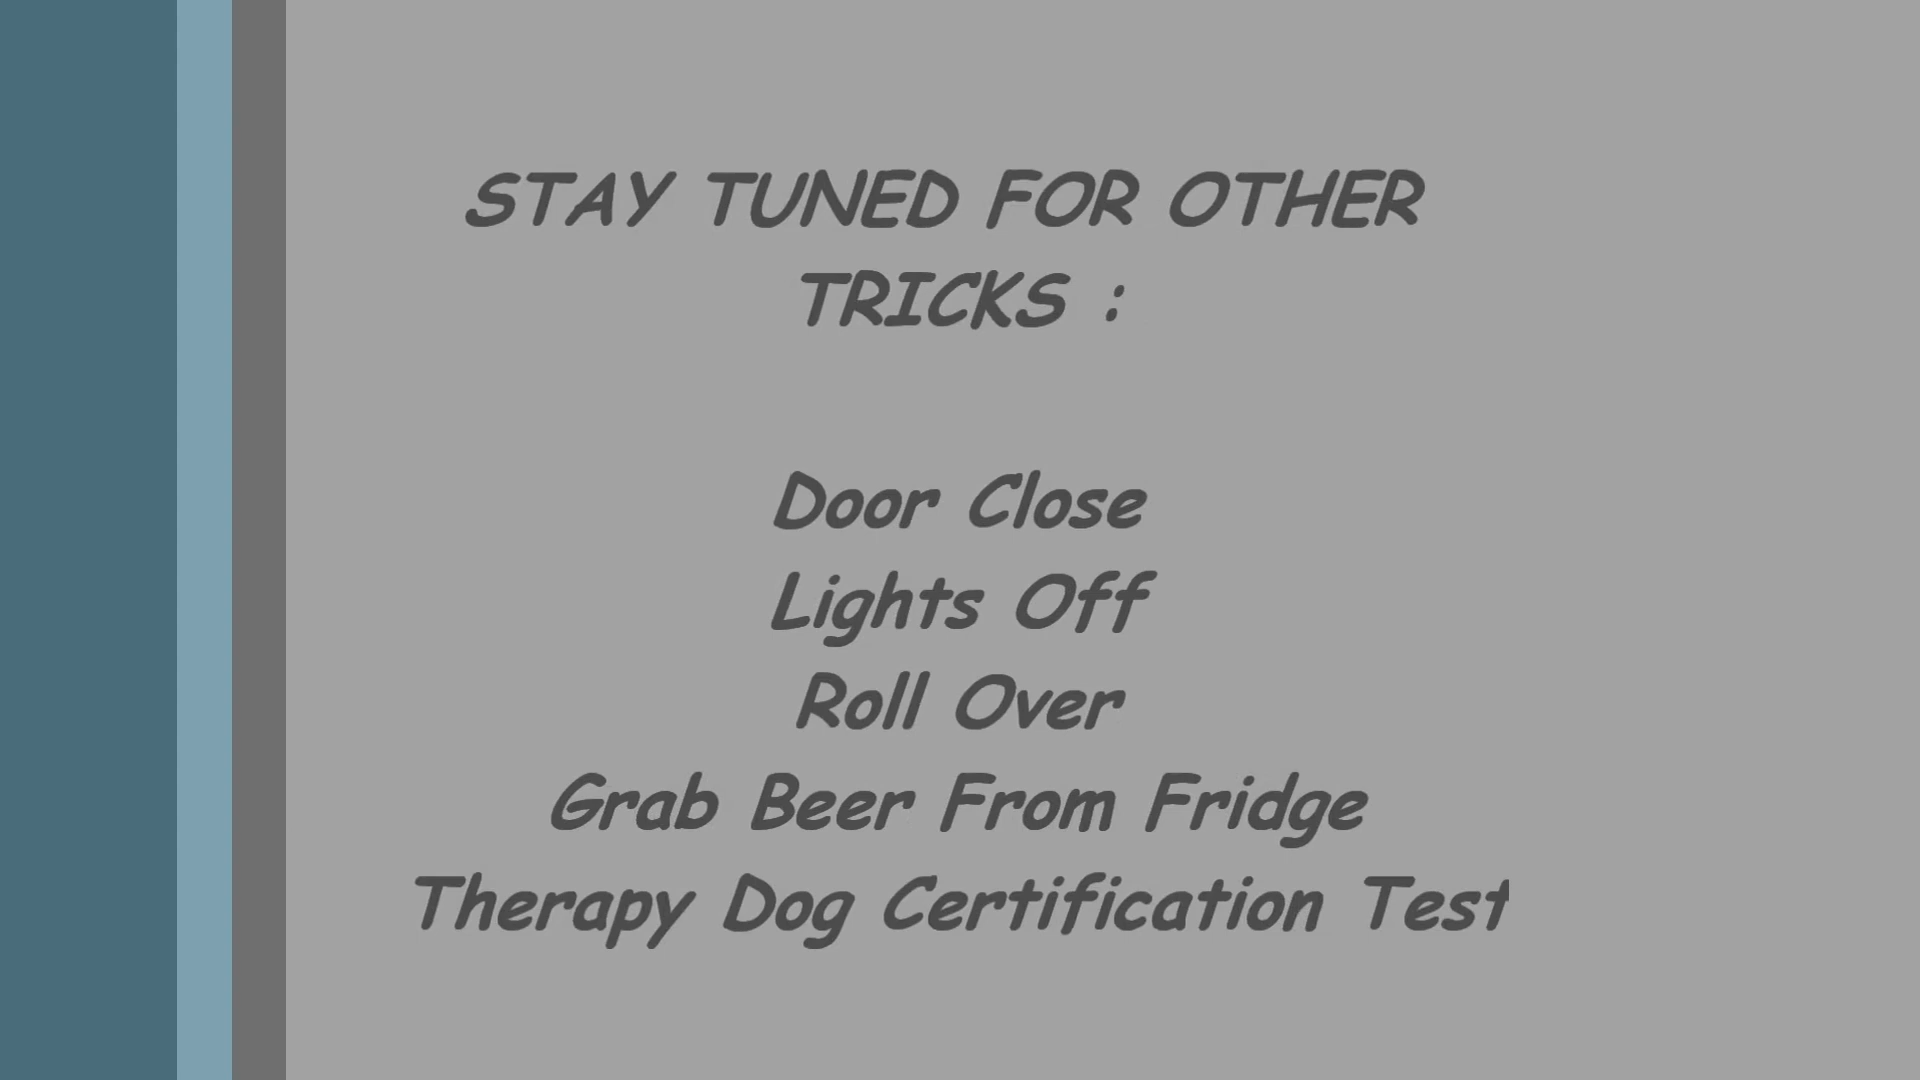 STAY TUNED FOR OTHER
TRICKS :
Door Close
Lights Off
Roll Over
Grab Beer From Fridge
Therapy Dog Certification Test